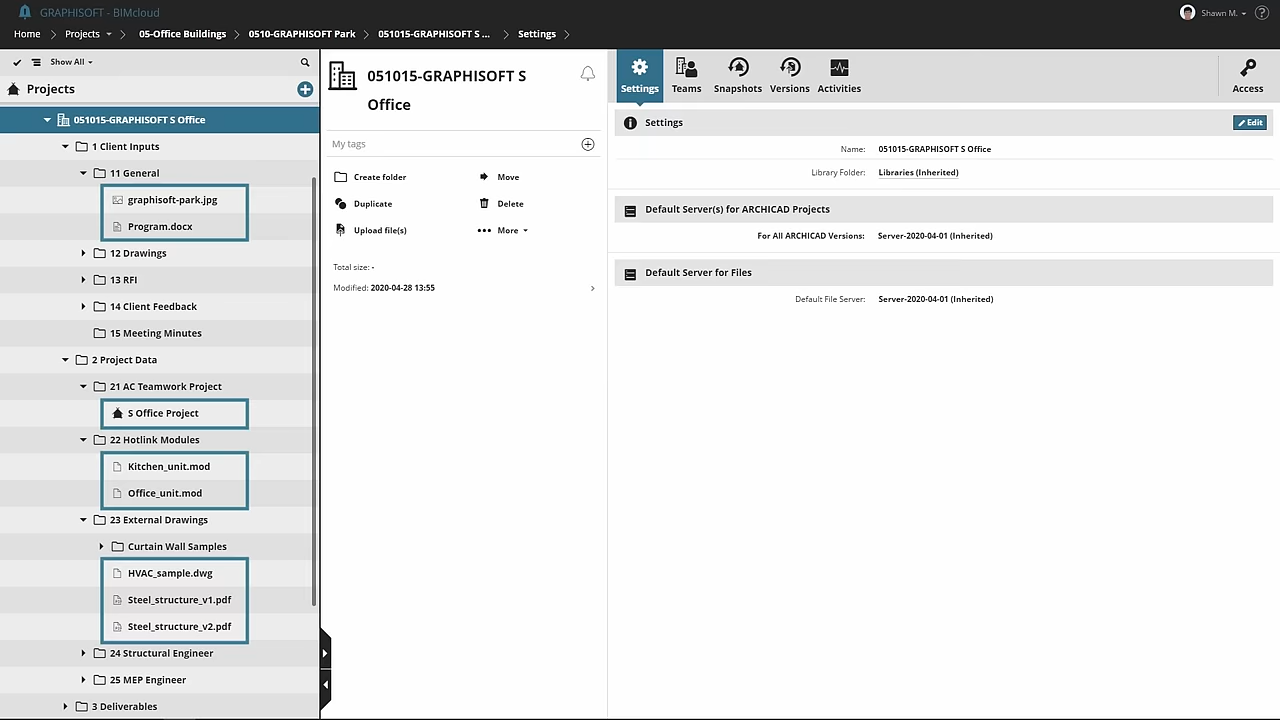 GRAPHISOFT - BIMcloud
Shawn M.
Home Projects 05-Office Buildings 0510-GRAPHISOFT Park 051015-GRAPHISOFT S ... Settings
Show All
Projects
051015-GRAPHISOFT S Office
1 Client Inputs
11 General
graphisoft-park.jpg
Program.docx
12 Drawings
13 RFI
14 Client Feedback
15 Meeting Minutes
2 Project Data
21 AC Teamwork Project
S Office Project
22 Hotlink Modules
Kitchen_unit.mod
Office_unit.mod
23 External Drawings
Curtain Wall Samples
HVAC_sample.dwg
Steel_structure_v1.pdf
Steel_structure_v2.pdf
24 Structural Engineer
25 MEP Engineer
3 Deliverables
051015-GRAPHISOFT S
Office
My tags
Create folder Move
Duplicate Delete
Upload file(s) More
Total size: -
Modified: 2020-04-28 13:55
Settings Teams Snapshots Versions Activities Access
Settings Edit
Name: 051015-GRAPHISOFT S Office
Library Folder: Libraries (Inherited)
Default Server(s) for ARCHICAD Projects
For All ARCHICAD Versions: Server-2020-04-01 (Inherited)
Default Server for Files
Default File Server: Server-2020-04-01 (Inherited)